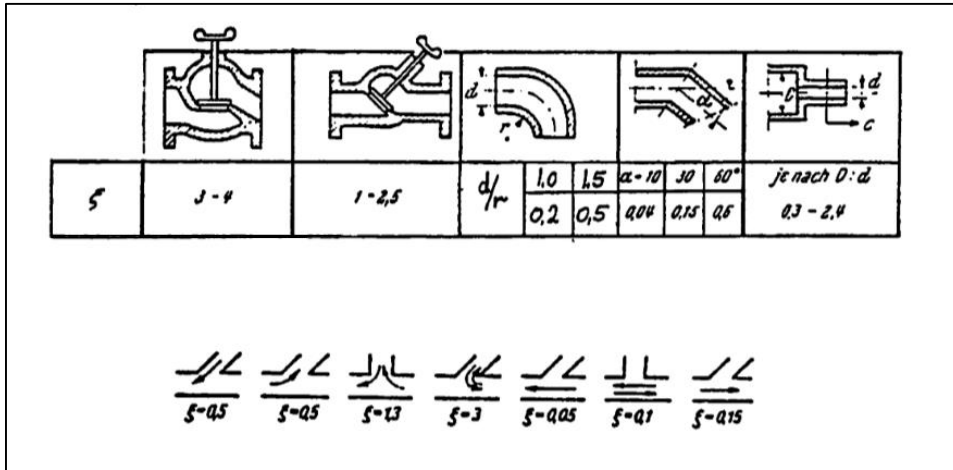 d r α d c
ξ 3 - 4 1 - 2,5 d/r 1.0 1.5 α = 10 30 60° je nach D : d
0,2 0,5 0,04 0,15 0,6 0,3 - 2,4
ξ=0,5 ξ=0,5 ξ=1,3 ξ=3 ξ=0,05 ξ=0,1 ξ=0,15